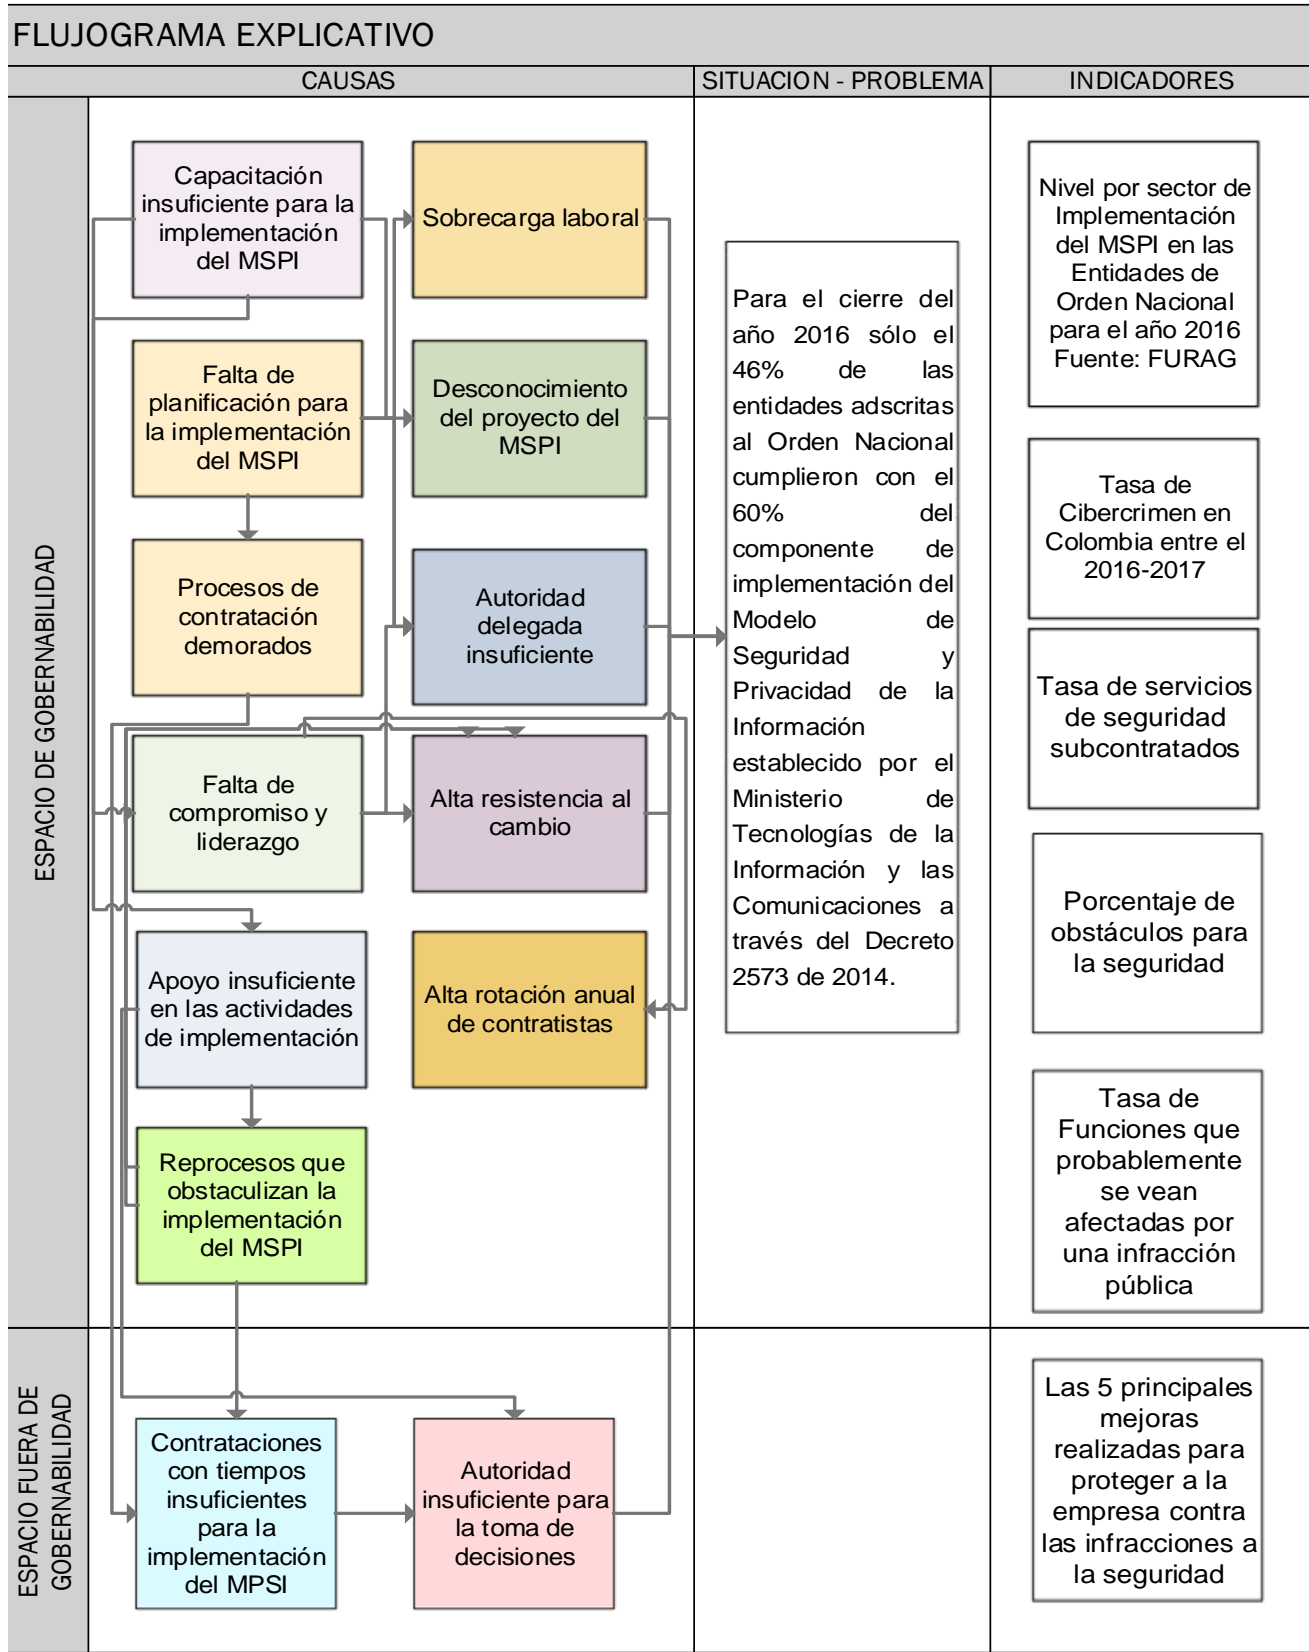 FLUJOGRAMA EXPLICATIVO
CAUSAS
SITUACION - PROBLEMA
INDICADORES
ESPACIO DE GOBERNABILIDAD
Capacitación
insuficiente para la
implementación
del MSPI
Sobrecarga laboral
Falta de
planificación para
la implementación
del MSPI
Desconocimiento
del proyecto del
MSPI
Procesos de
contratación
demorados
Autoridad
delegada
insuficiente
Falta de
compromiso y
liderazgo
Alta resistencia al
cambio
Apoyo insuficiente
en las actividades
de implementación
Alta rotación anual
de contratistas
Reprocesos que
obstaculizan la
implementación
del MSPI
Para el cierre del
año 2016 sólo el
46% de las
entidades adscritas
al Orden Nacional
cumplieron con el
60% del
componente de
implementación del
Modelo de
Seguridad y
Privacidad de la
Información
establecido por el
Ministerio de
Tecnologías de la
Información y las
Comunicaciones a
través del Decreto
2573 de 2014.
Nivel por sector de
Implementación
del MSPI en las
Entidades de
Orden Nacional
para el año 2016
Fuente: FURAG
Tasa de
Cibercrimen en
Colombia entre el
2016-2017
Tasa de servicios
de seguridad
subcontratados
Porcentaje de
obstáculos para
la seguridad
Tasa de
Funciones que
probablemente
se vean
afectadas por
una infracción
pública
ESPACIO FUERA DE
GOBERNABILIDAD
Contrataciones
con tiempos
insuficientes
para la
implementación
del MPSI
Autoridad
insuficiente para
la toma de
decisiones
Las 5 principales
mejoras
realizadas para
proteger a la
empresa contra
las infracciones a
la seguridad